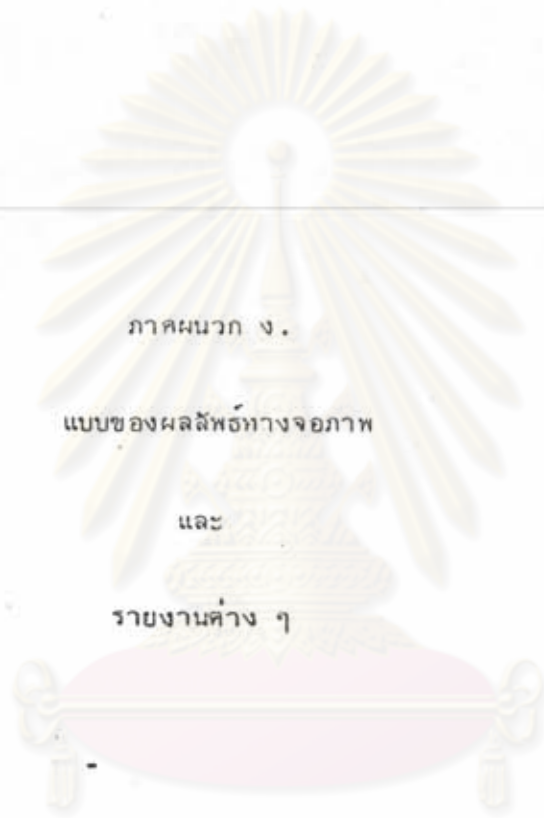 ภาคผนวก ง.
แบบของผลลัพธ์ทางจอภาพ
และ
รายงานต่าง ๆ